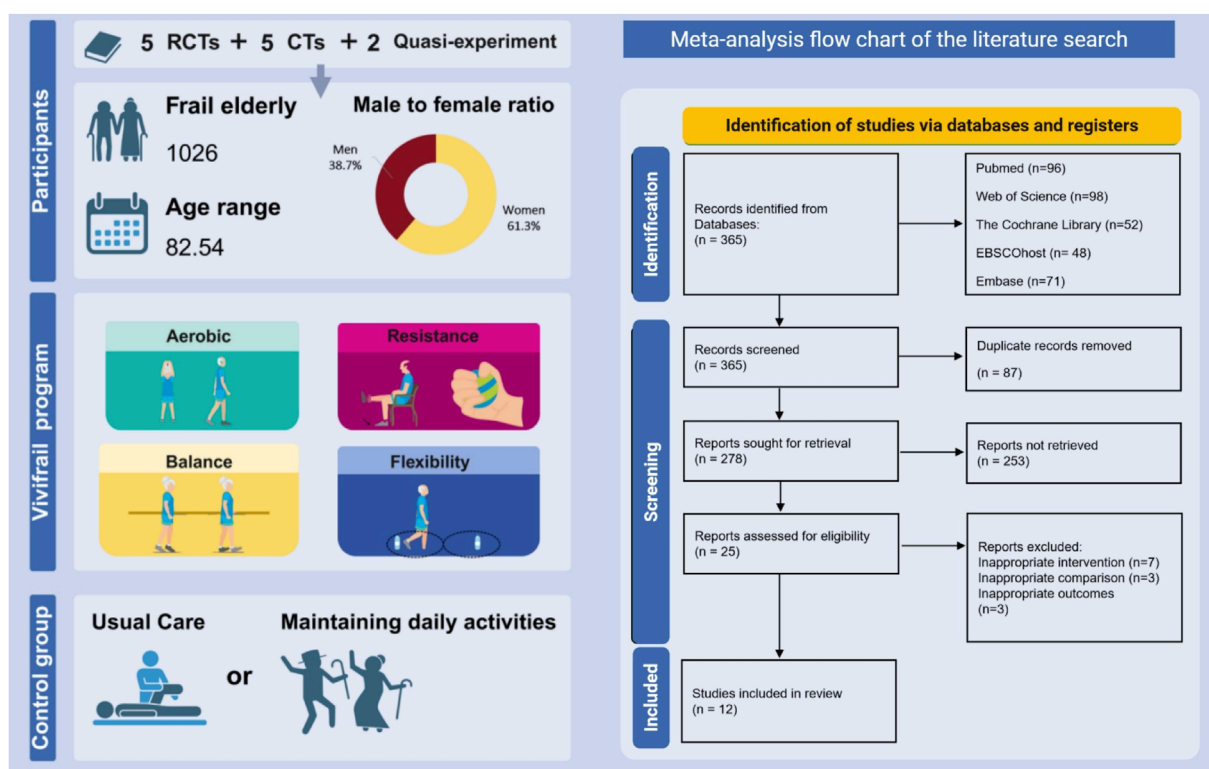 5 RCTs + 5 CTs + 2 Quasi-experiment
Participants
Frail elderly
1026
Age range
82.54
Male to female ratio
Men
38.7%
Women
61.3%
Vivifrail program
Aerobic
Resistance
Balance
Flexibility
Control group
Usual Care
or
Maintaining daily activities
Meta-analysis flow chart of the literature search
Identification of studies via databases and registers
Identification
Records identified from
Databases:
(n = 365)
Pubmed (n=96)
Web of Science (n=98)
The Cochrane Library (n=52)
EBSCOhost (n= 48)
Embase (n=71)
Screening
Records screened
(n = 365)
Duplicate records removed
(n = 87)
Reports sought for retrieval
(n = 278)
Reports not retrieved
(n = 253)
Reports assessed for eligibility
(n = 25)
Reports excluded:
Inappropriate intervention (n=7)
Inappropriate comparison (n=3)
Inappropriate outcomes
(n=3)
Included
Studies included in review
(n = 12)